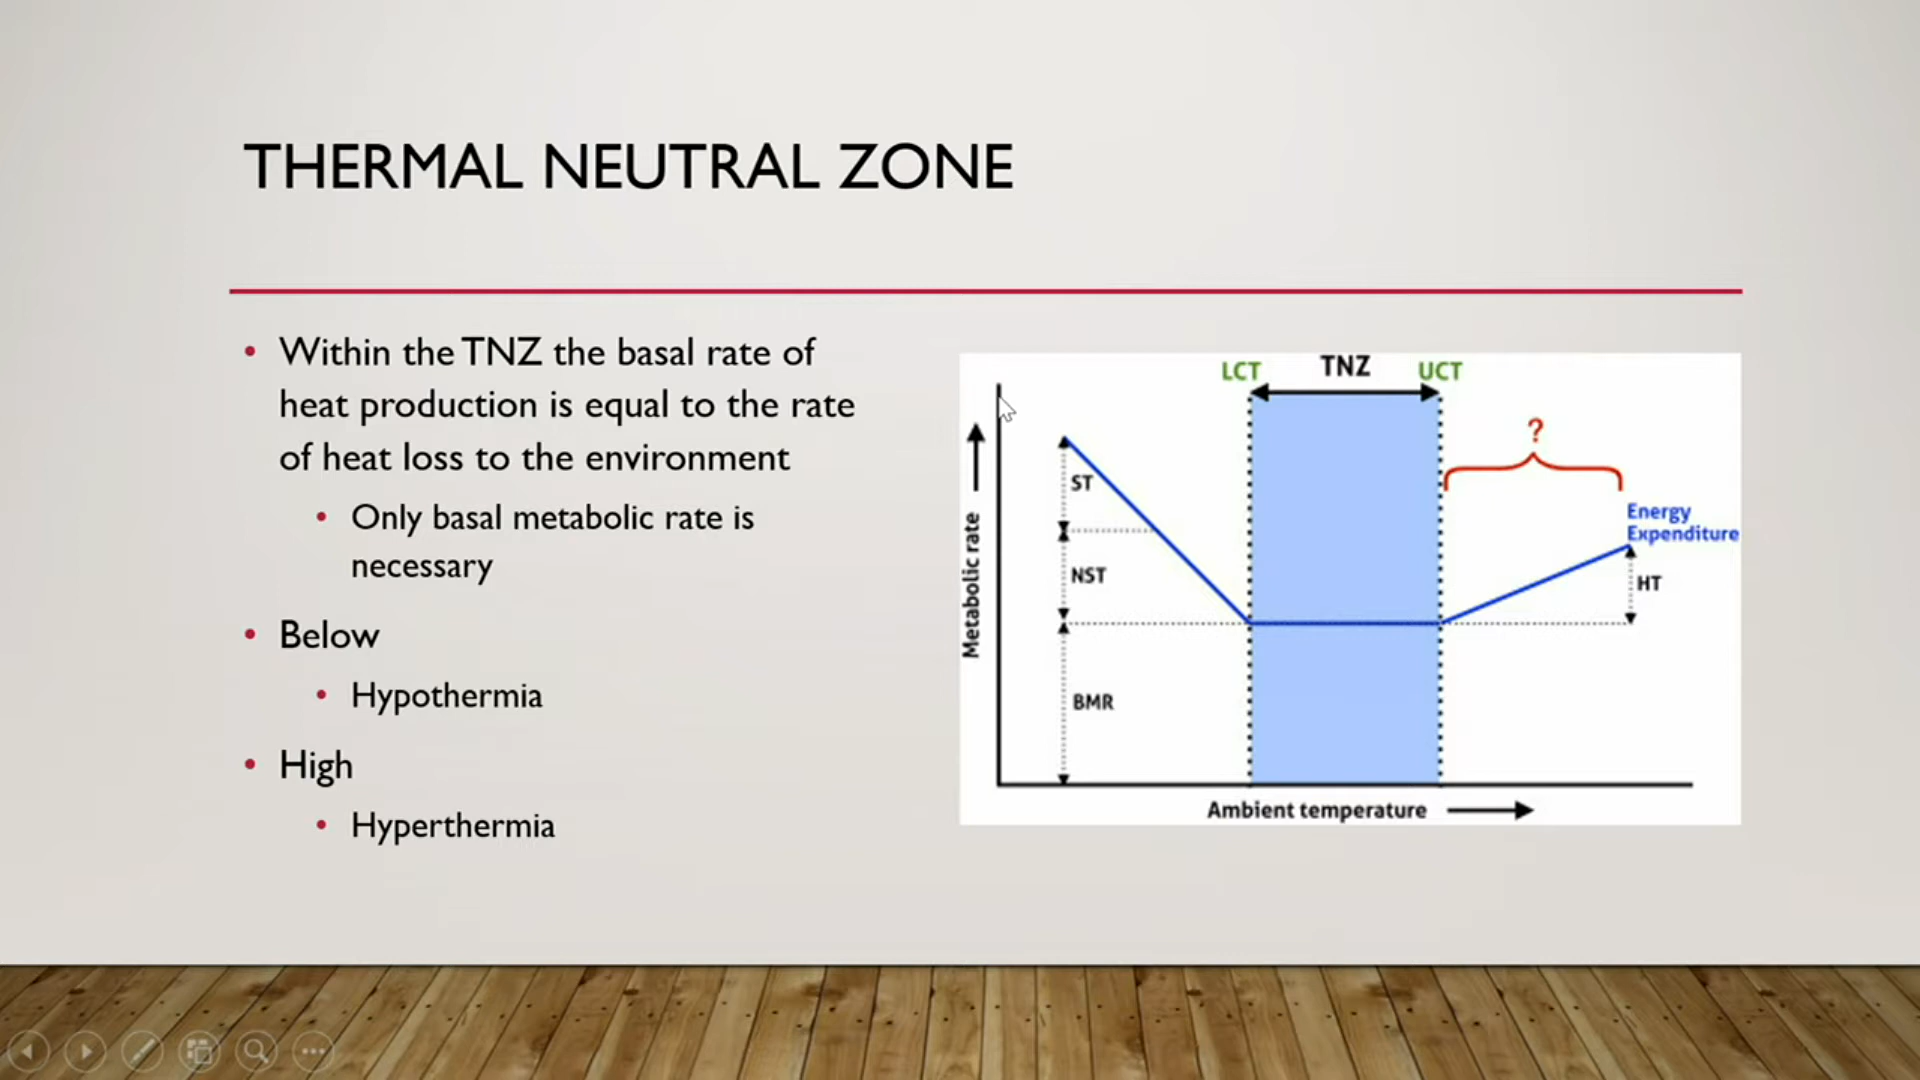 THERMAL NEUTRAL ZONE
• Within the TNZ the basal rate of
heat production is equal to the rate
of heat loss to the environment
• Only basal metabolic rate is
necessary
• Below
• Hypothermia
• High
• Hyperthermia
LCT
TNZ
UCT
?
ST
Energy
Expenditure
NST
HT
BMR
Metabolic rate
Ambient temperature